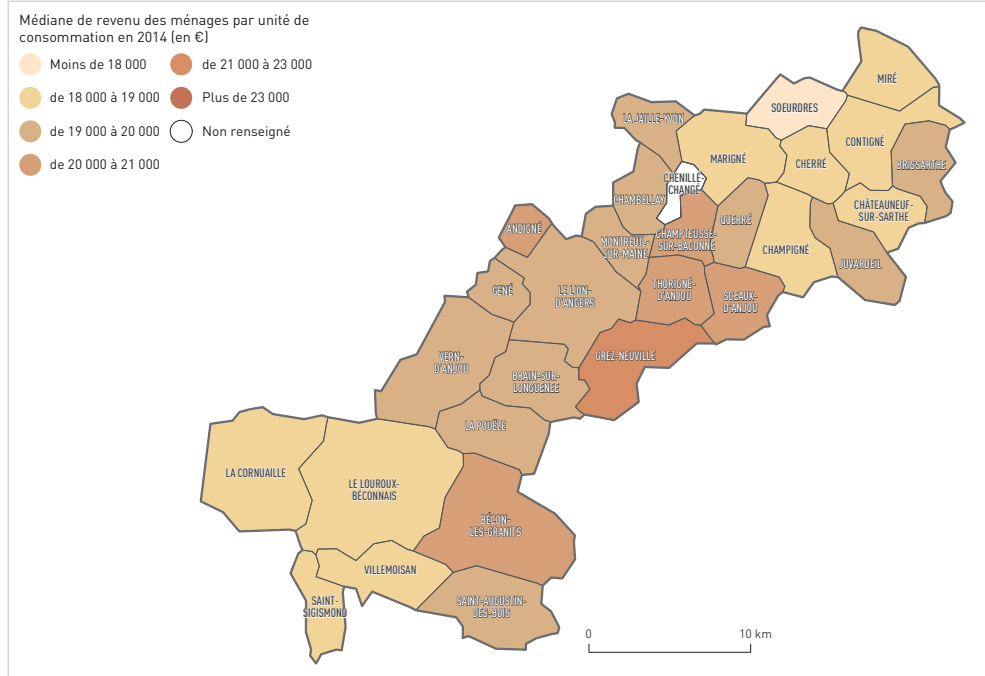 Médiane de revenu des ménages par unité de
consommation en 2014 (en €)
Moins de 18 000
de 18 000 à 19 000
de 19 000 à 20 000
de 20 000 à 21 000
de 21 000 à 23 000
Plus de 23 000
Non renseigné
MIRÉ
SOEURDRES
LA JAILLE-YVON
CONTIGNÉ
MARIGNÉ
CHERRÉ
BRISSARTHE
CHENILLÉ-
CHANGÉ
CHAMBELLAY
CHÂTEAUNEUF-
SUR-SARTHE
QUERRÉ
ANDIGNÉ
CHAMPTEUSSÉ-
SUR-BACONNÉ
MONTREUIL-
SUR-MAINE
CHAMPIGNÉ
JUVARDEIL
GENÉ
LE LION-
D'ANGERS
THORIGNÉ-
D'ANJOU
SCEAUX-
D'ANJOU
GREZ-NEUVILLE
VERN-
D'ANJOU
BRAIN-SUR-
LONGUENÉE
LA POUËZE
LA CORNUAILLE
LE LOUROUX-
BÉCONNAIS
BÉCON-
LES-GRANITS
VILLEMOISAN
SAINT-
SIGISMOND
SAINT-AUGUSTIN-
DES-BOIS
0
10 km